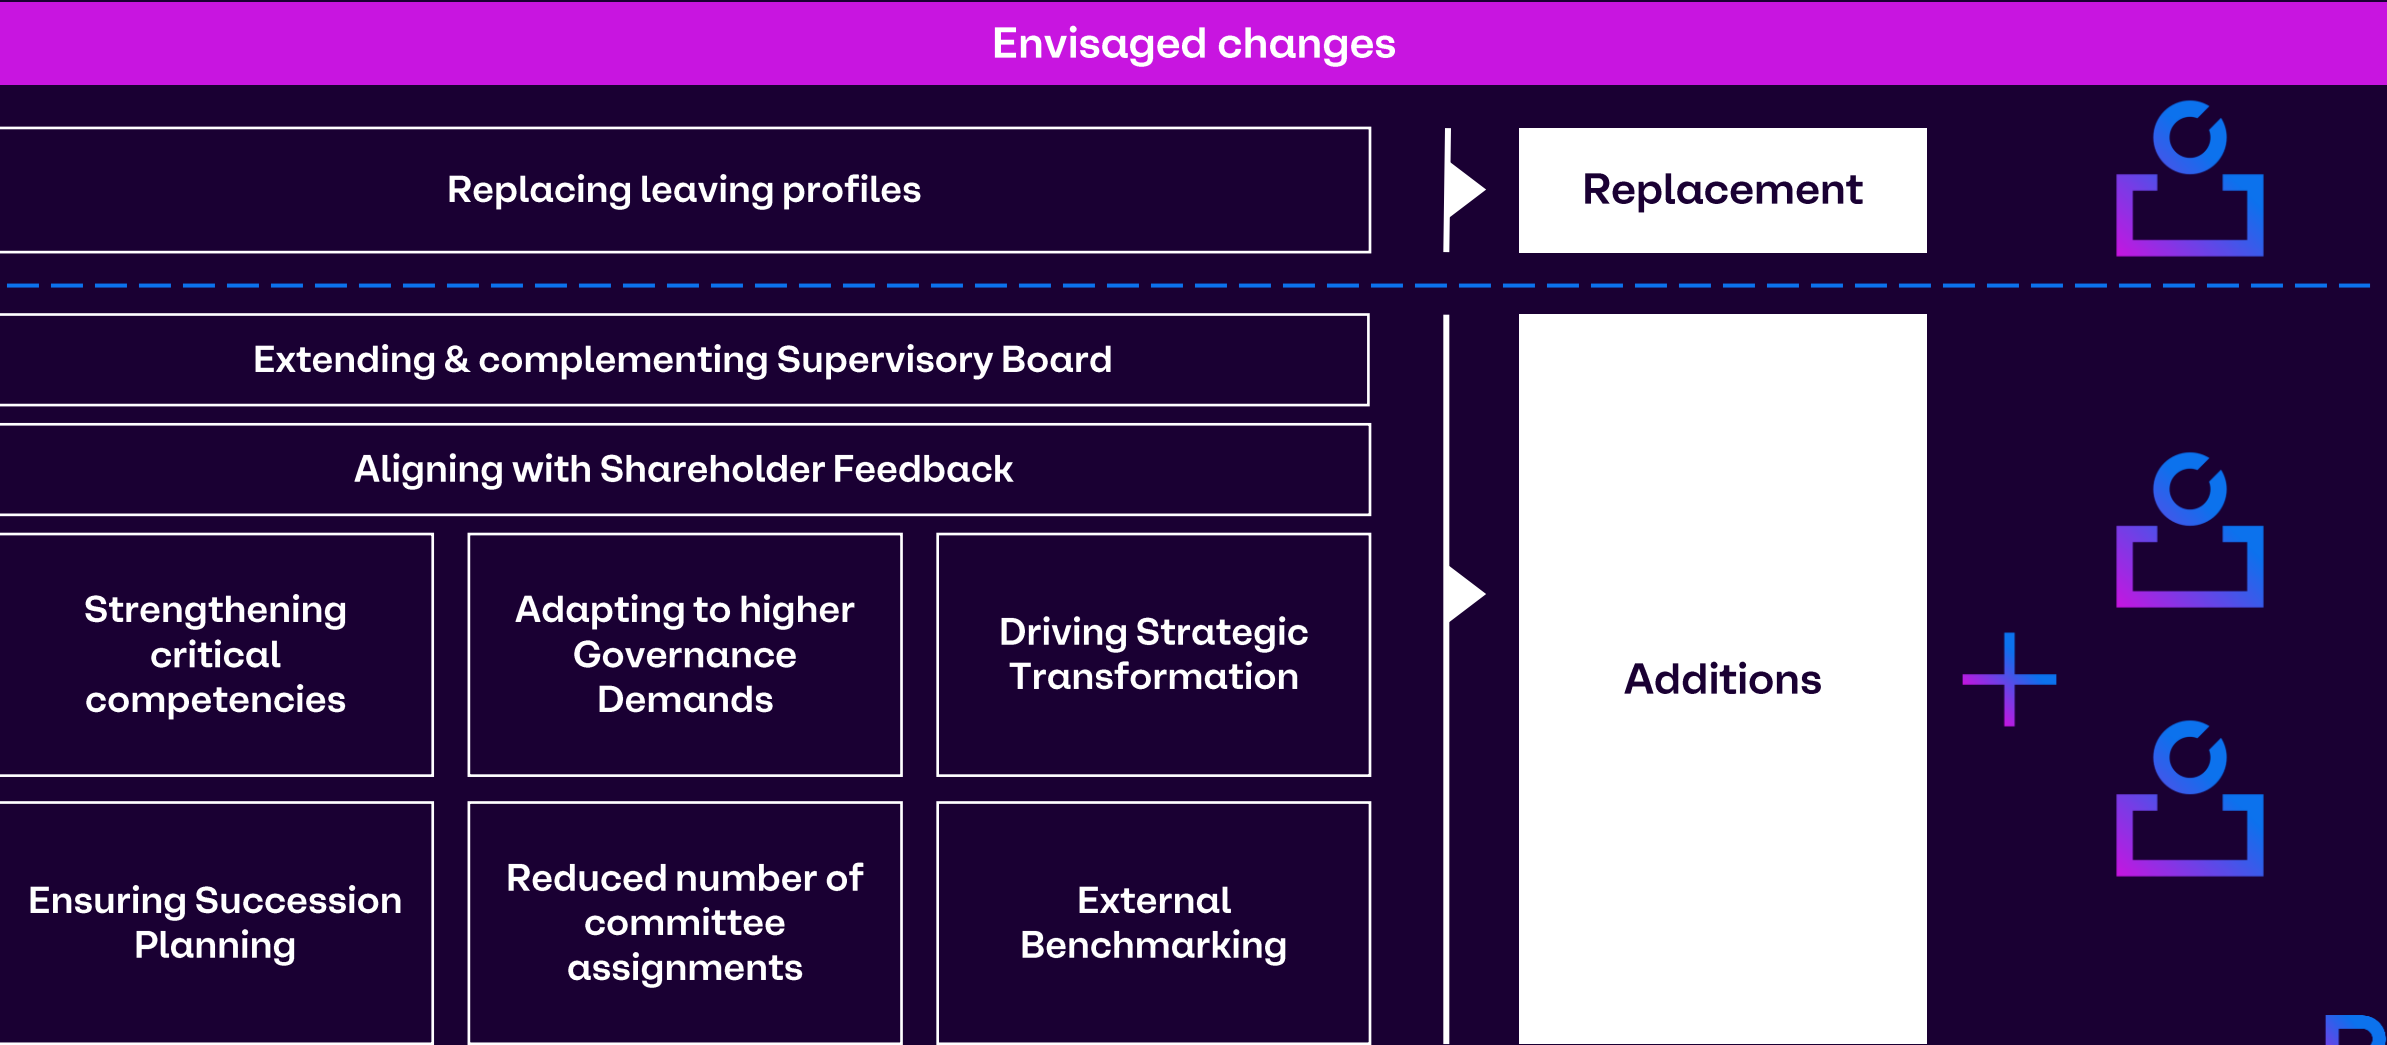 Envisaged changes
Replacing leaving profiles
Replacement
Extending & complementing Supervisory Board
Aligning with Shareholder Feedback
Strengthening
critical
competencies
Adapting to higher
Governance
Demands
Driving Strategic
Transformation
Additions
Ensuring Succession
Planning
Reduced number of
committee
assignments
External
Benchmarking